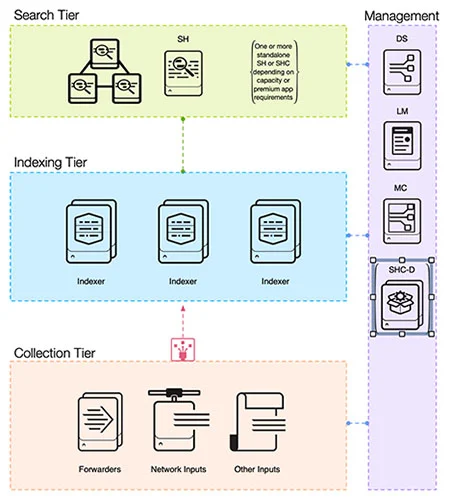 Search Tier
Management
SH
One or more
standalone
SH or SHC
depending on
capacity or
premium app
requirements
DS
LM
MC
SHC-D
Indexing Tier
Indexer
Indexer
Indexer
Collection Tier
Forwarders
Network Inputs
Other Inputs